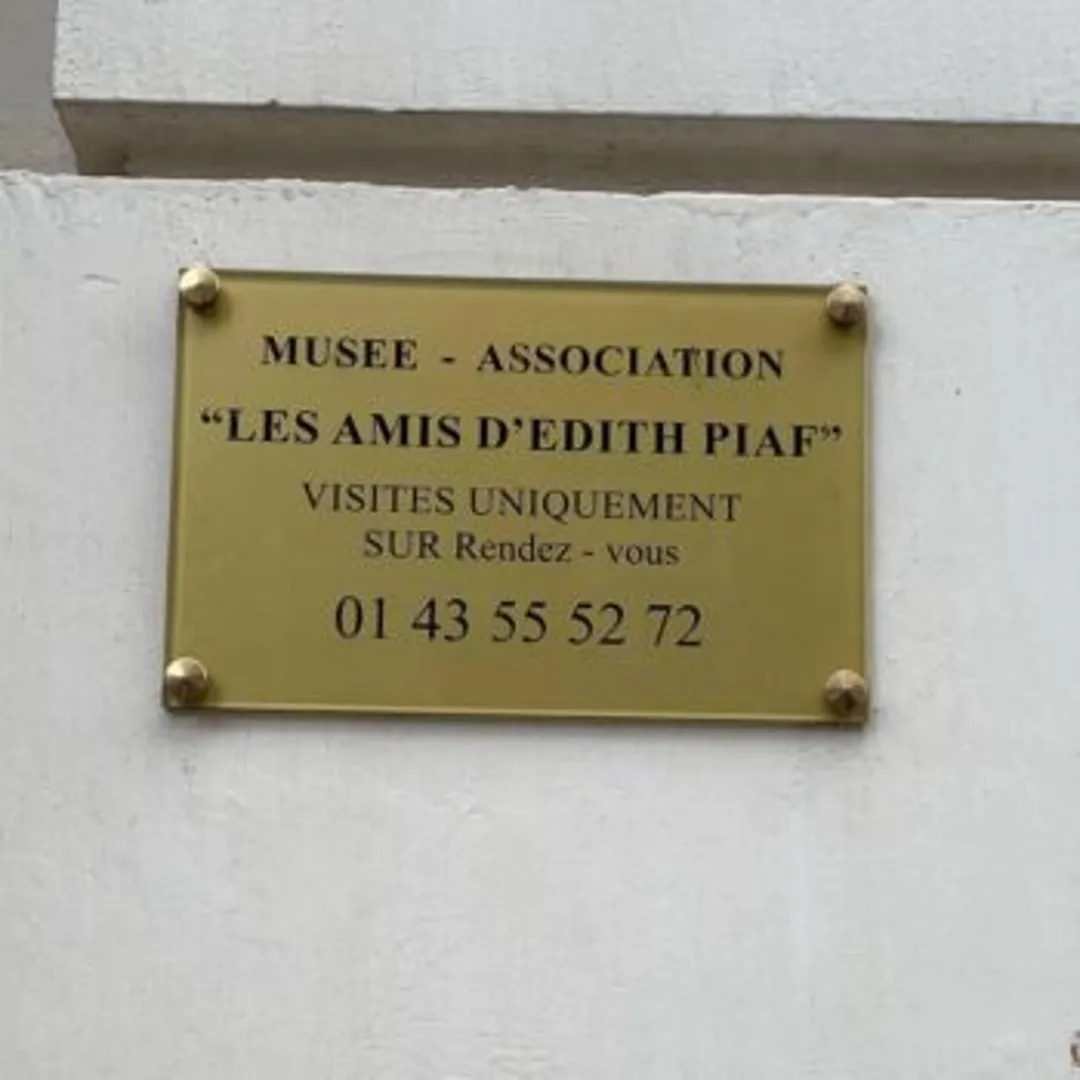 MUSEE - ASSOCIATION
“LES AMIS D’EDITH PIAF”
VISITES UNIQUEMENT
SUR Rendez - vous
01 43 55 52 72